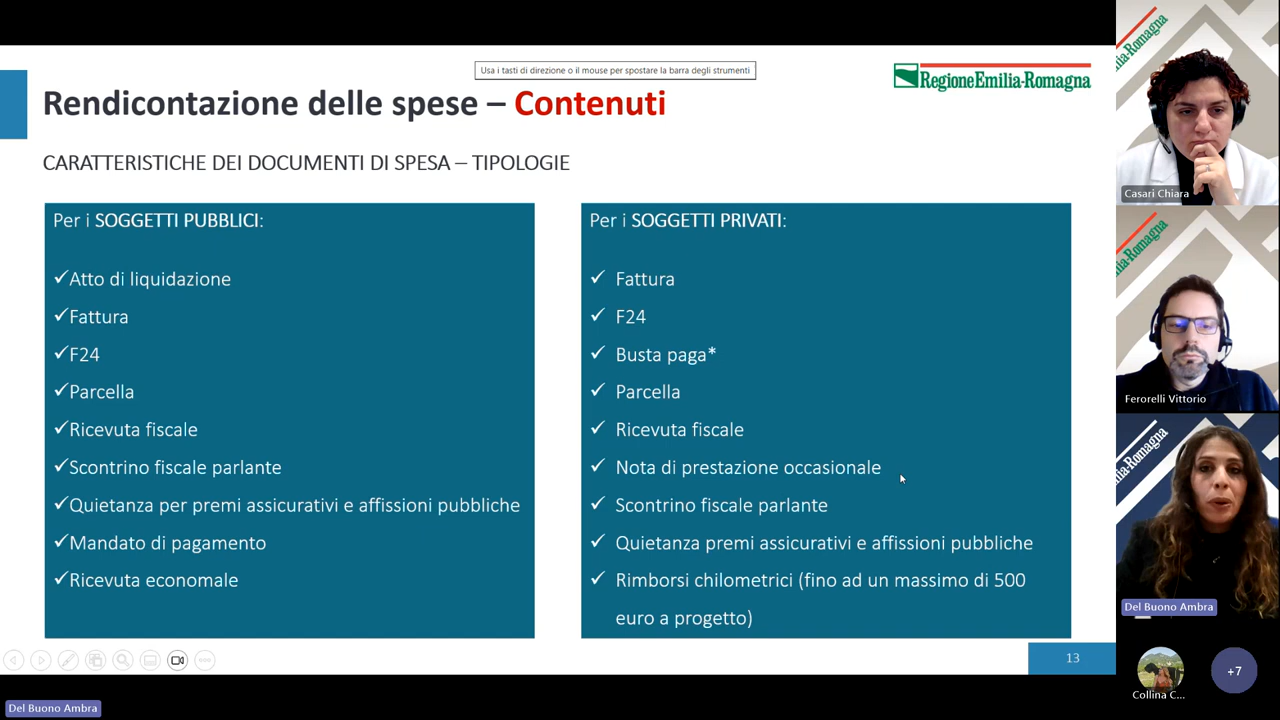 Usa i tasti di direzione o il mouse per spostare la barra degli strumenti
RegioneEmilia-Romagna
Rendicontazione delle spese – Contenuti
CARATTERISTICHE DEI DOCUMENTI DI SPESA – TIPOLOGIE
Per i SOGGETTI PUBBLICI:
✓Atto di liquidazione
✓Fattura
✓F24
✓Parcella
✓Ricevuta fiscale
✓Scontrino fiscale parlante
✓Quietanza per premi assicurativi e affissioni pubbliche
✓Mandato di pagamento
✓Ricevuta economale
Per i SOGGETTI PRIVATI:
✓ Fattura
✓ F24
✓ Busta paga*
✓ Parcella
✓ Ricevuta fiscale
✓ Nota di prestazione occasionale
✓ Scontrino fiscale parlante
✓ Quietanza premi assicurativi e affissioni pubbliche
✓ Rimborsi chilometrici (fino ad un massimo di 500
euro a progetto)
13
Del Buono Ambra
Casari Chiara
Ferorelli Vittorio
Del Buono Ambra
Collina C...
+7